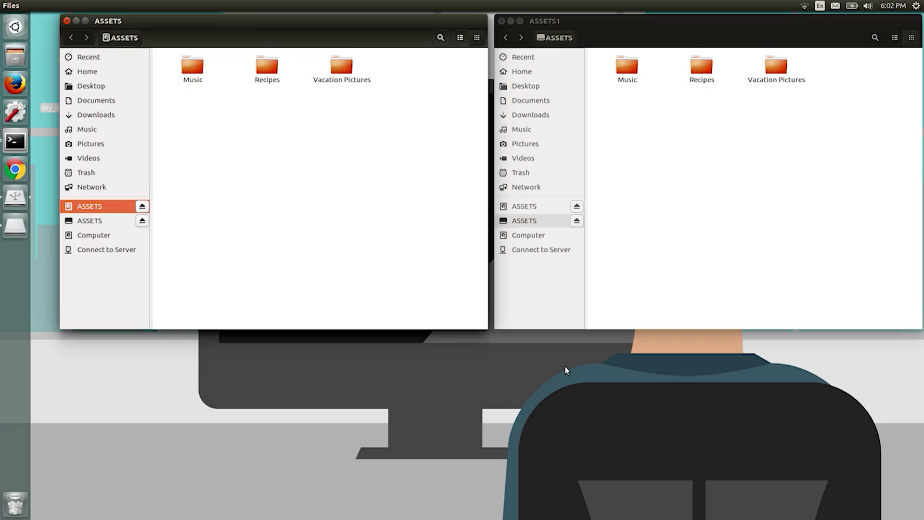 Files
En
6:02 PM
ASSETS
ASSETS
Recent
Home
Desktop
Documents
Downloads
Music
Pictures
Videos
Trash
Network
ASSETS
ASSETS
Computer
Connect to Server
Music
Recipes
Vacation Pictures
ASSETS1
ASSETS
Recent
Home
Desktop
Documents
Downloads
Music
Pictures
Videos
Trash
Network
ASSETS
ASSETS
Computer
Connect to Server
Music
Recipes
Vacation Pictures